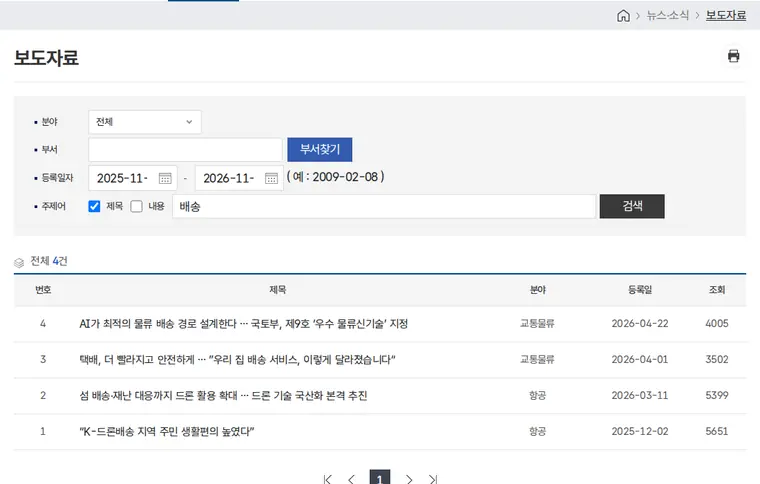 뉴스·소식 > 보도자료
보도자료
분야 전체
부서 부서찾기
등록일자 2025-11- - 2026-11- ( 예 : 2009-02-08 )
주제어 제목 내용 배송 검색
전체 4건
번호 제목 분야 등록일 조회
4 AI가 최적의 물류 배송 경로 설계한다 … 국토부, 제9호 ‘우수 물류신기술’ 지정 교통물류 2026-04-22 4005
3 택배, 더 빨라지고 안전하게 … “우리 집 배송 서비스, 이렇게 달라졌습니다” 교통물류 2026-04-01 3502
2 섬 배송·재난 대응까지 드론 활용 확대 … 드론 기술 국산화 본격 추진 항공 2026-03-11 5399
1 “K-드론배송 지역 주민 생활편의 높였다” 항공 2025-12-02 5651
1